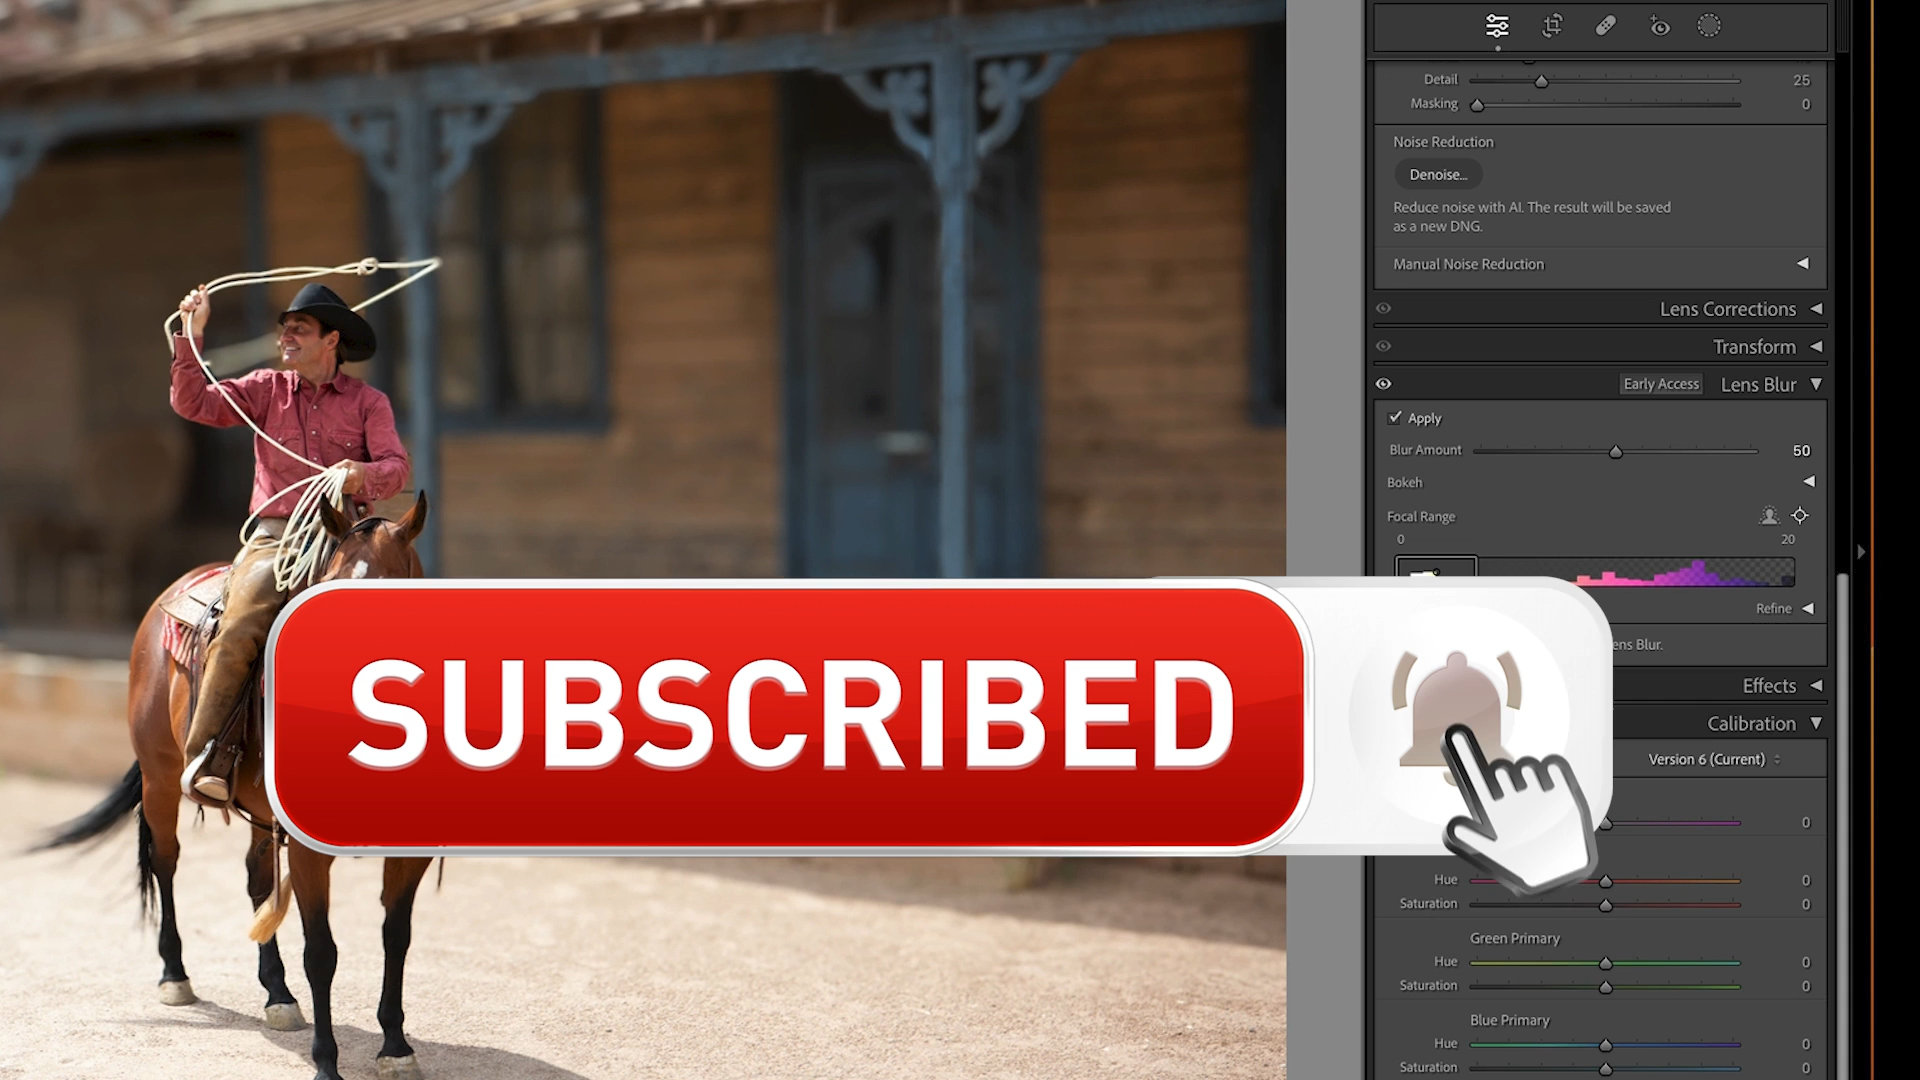 Detail 25
Masking 0
Noise Reduction
Denoise...
Reduce noise with AI. The result will be saved
as a new DNG.
Manual Noise Reduction
Lens Corrections
Transform
Early Access Lens Blur
Apply
Blur Amount 50
Bokeh
Focal Range
0 20
Refine
Blur.
SUBSCRIBED
Effects
Calibration
Version 6 (Current)
0
Hue 0
Saturation 0
Green Primary
Hue 0
Saturation 0
Blue Primary
Hue 0
Saturation 0